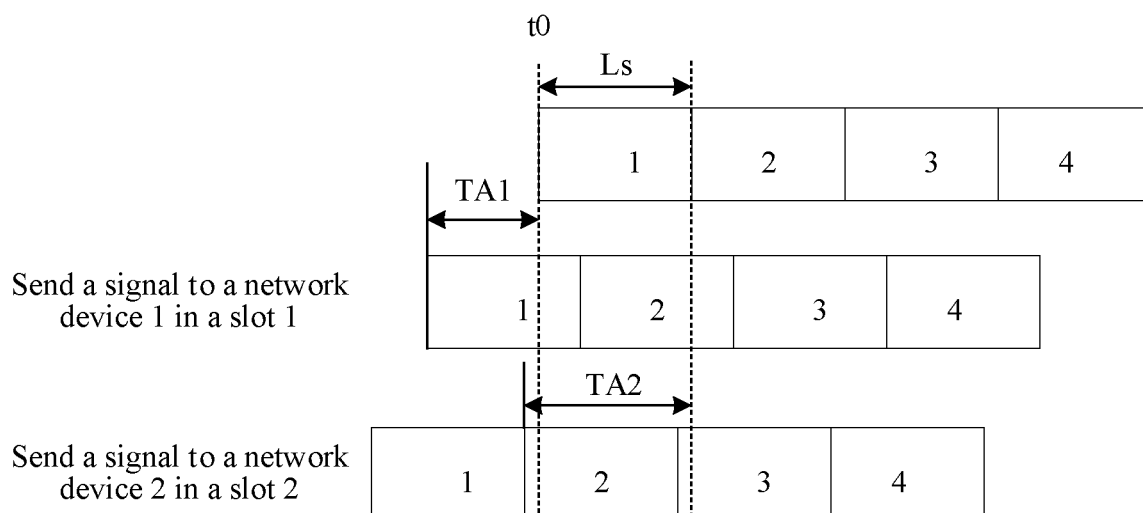 t0
Ls
1 2 3 4
TA1
Send a signal to a network
device 1 in a slot 1
1 2 3 4
TA2
Send a signal to a network
device 2 in a slot 2
1 2 3 4